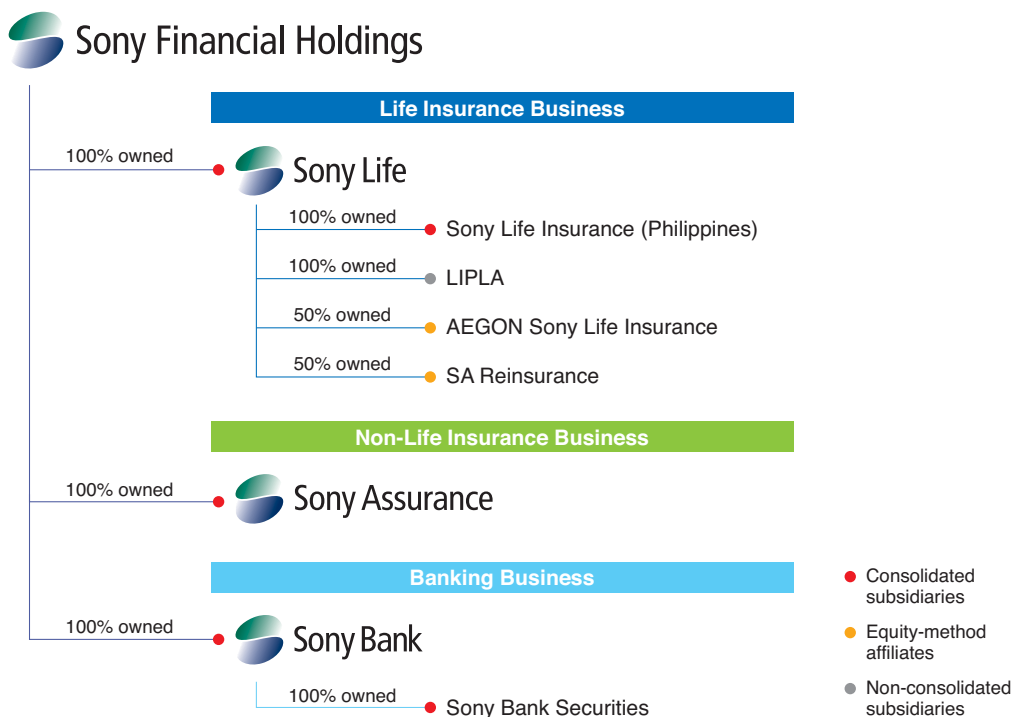 Sony Financial Holdings
Life Insurance Business
100% owned
Sony Life
100% owned
Sony Life Insurance (Philippines)
100% owned
LIPLA
50% owned
AEGON Sony Life Insurance
50% owned
SA Reinsurance
Non-Life Insurance Business
100% owned
Sony Assurance
Banking Business
100% owned
Sony Bank
100% owned
Sony Bank Securities
Consolidated
subsidiaries
Equity-method
affiliates
Non-consolidated
subsidiaries